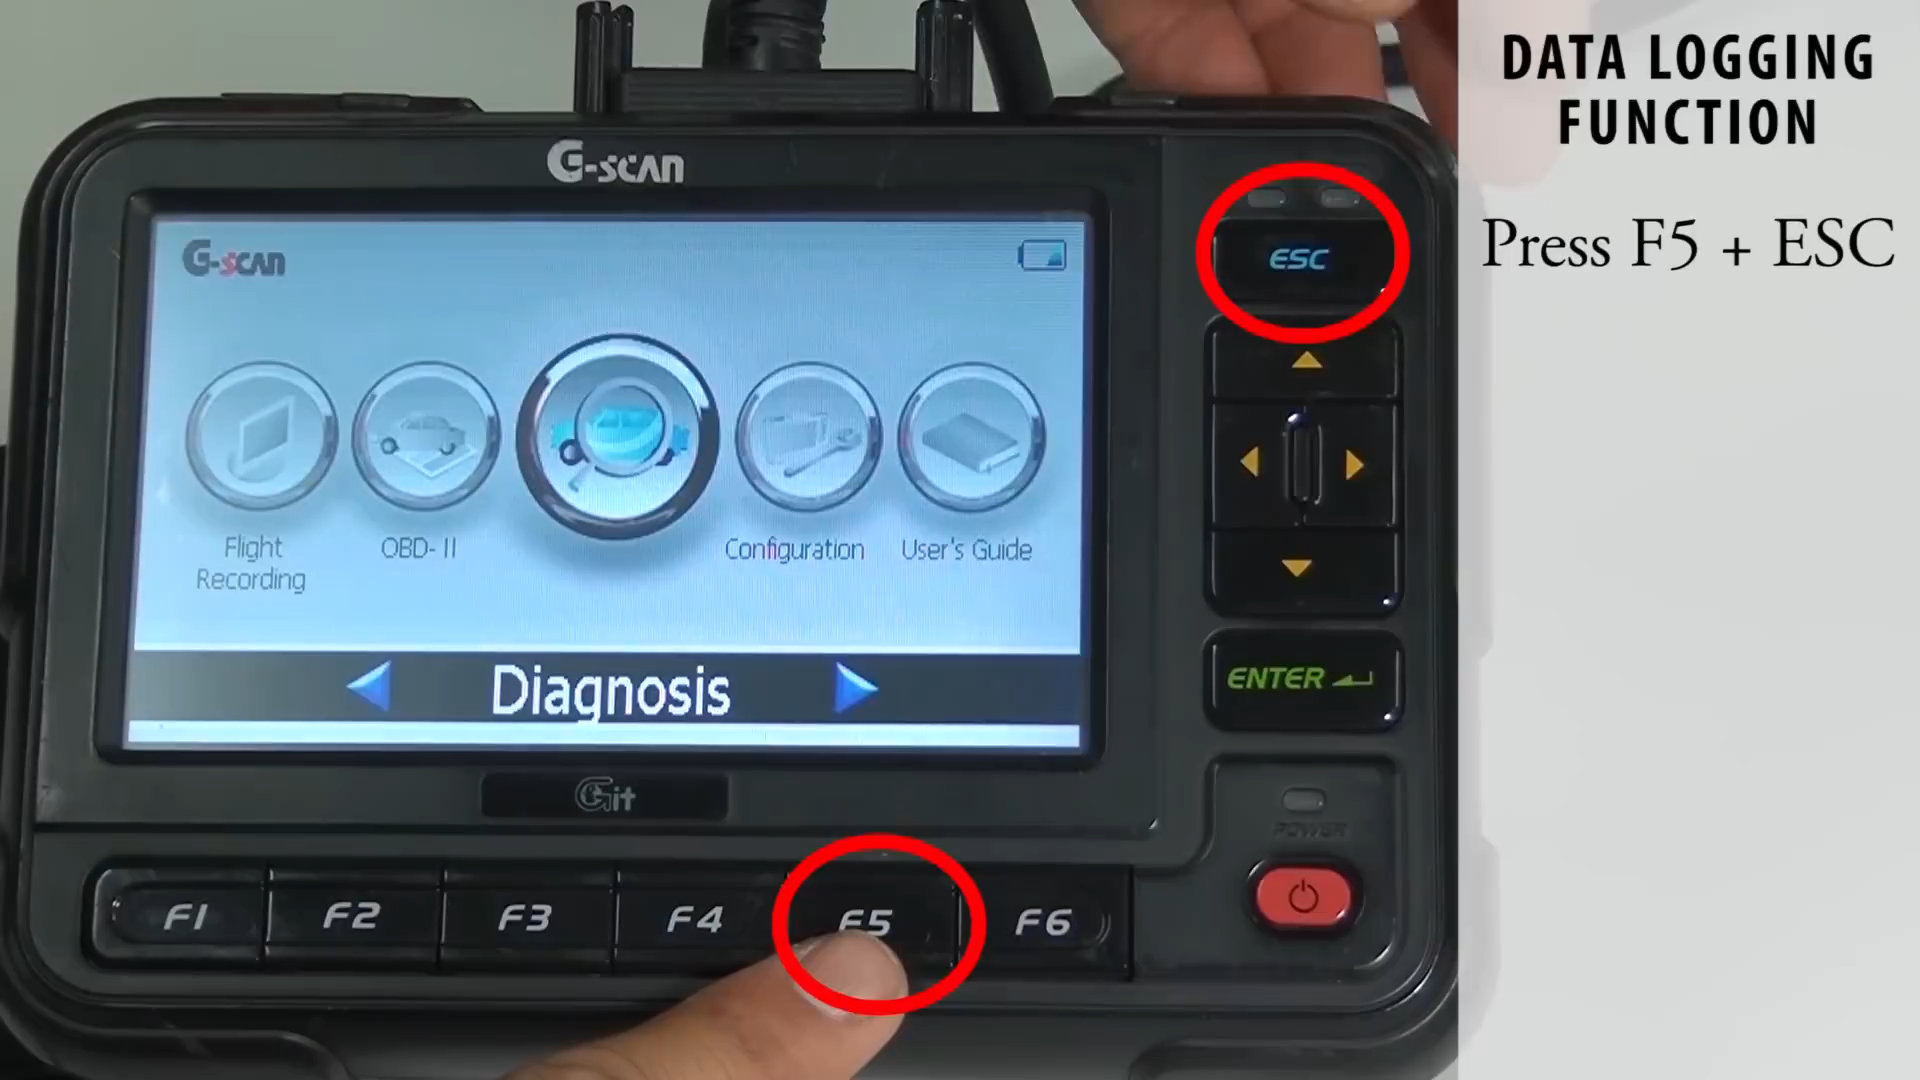 DATA LOGGING
FUNCTION
Press F5 + ESC
G-SCAN
G-SCAN
ESC
Flight
Recording
OBD- II
Configuration
User's Guide
Diagnosis
ENTER
Git
POWER
F1
F2
F3
F4
F5
F6